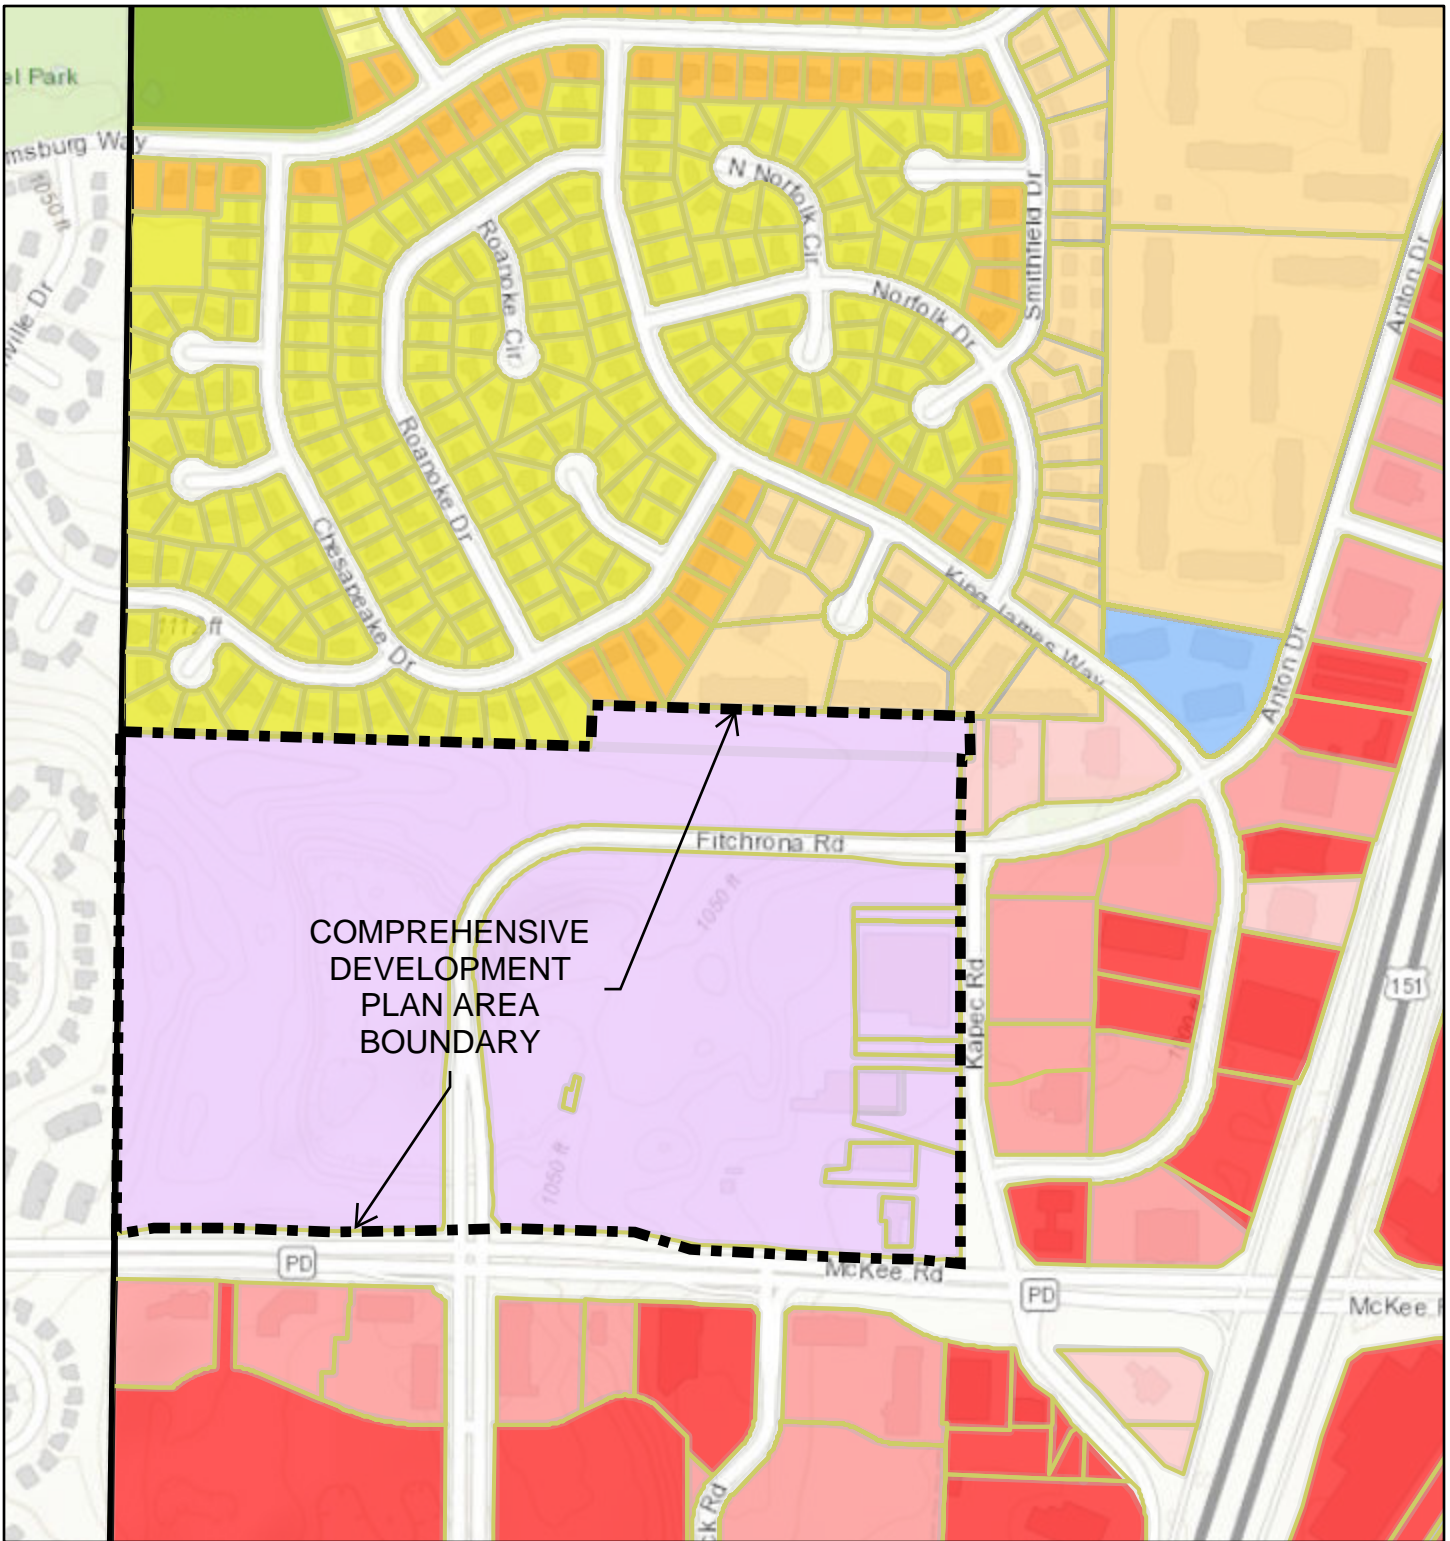 el Park
msburg Way
1050 ft
ville Dr
N Norfolk Cir
Smithfield Dr
Roanoke Cir
Norfolk Dr
Anton Dr
Roanoke Dr
Chesapeake Dr
King James Way
1112 ft
Anton Dr
Fitchrona Rd
1050 ft
COMPREHENSIVE
DEVELOPMENT
PLAN AREA
BOUNDARY
Kapec Rd
151
1050 ft
PD
McKee Rd
PD
McKee
ck Rd